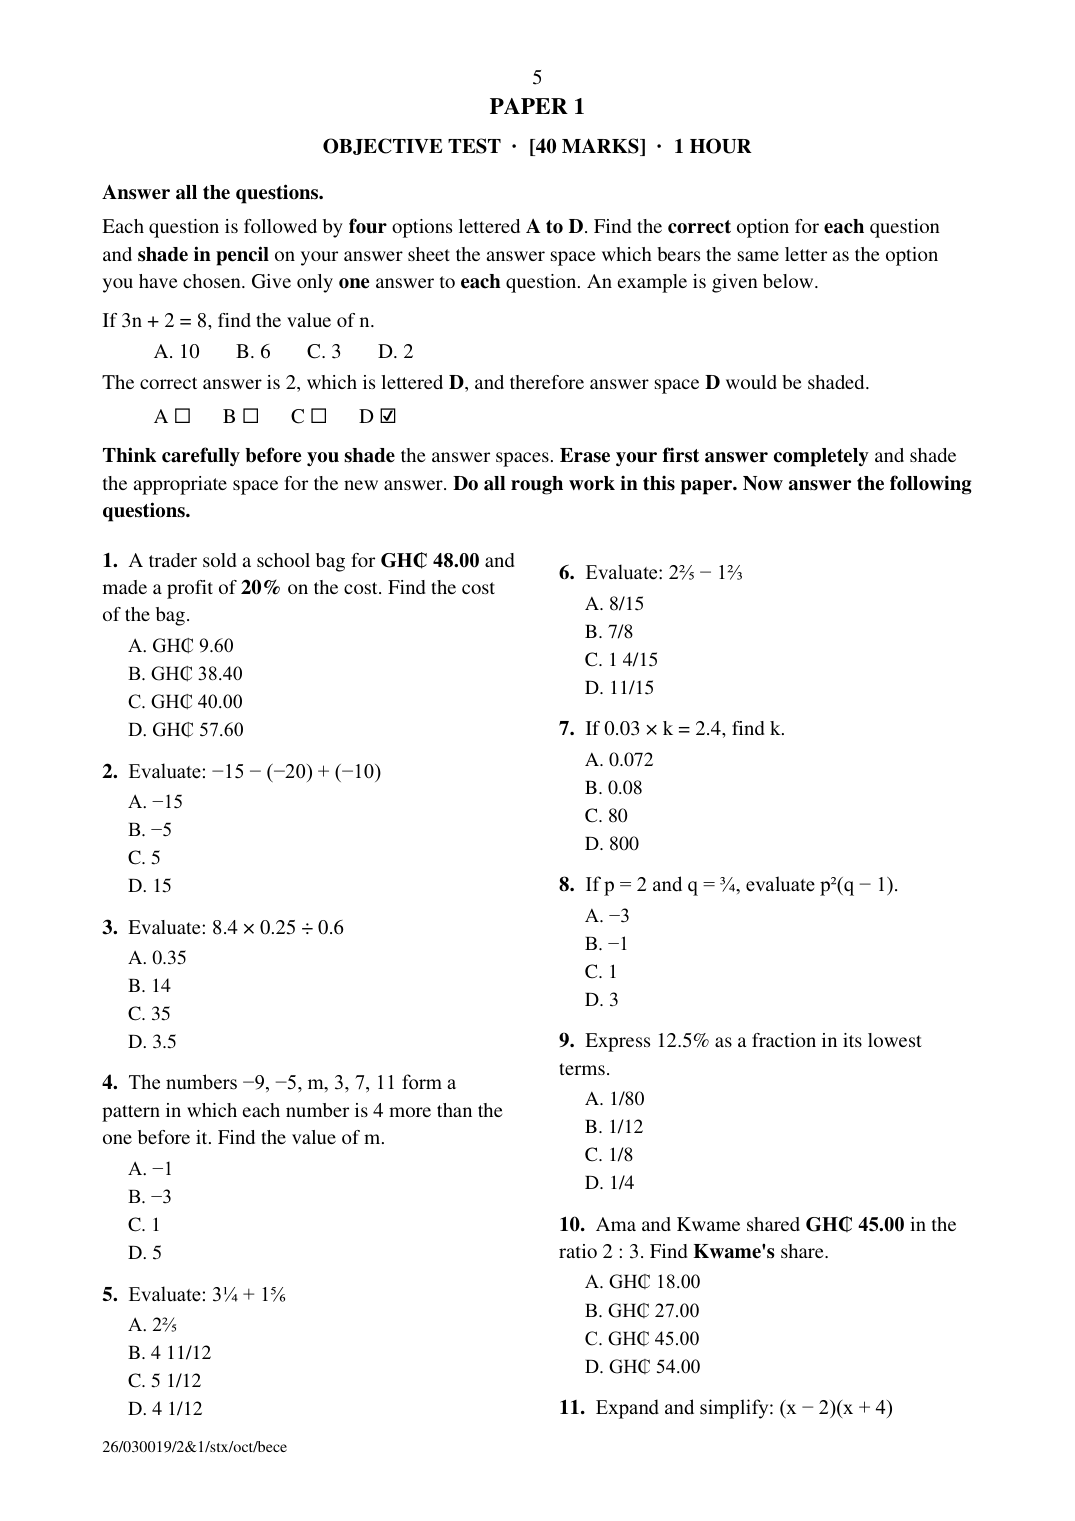 5
PAPER 1
OBJECTIVE TEST · [40 MARKS] · 1 HOUR
Answer all the questions.
Each question is followed by four options lettered A to D. Find the correct option for each question
and shade in pencil on your answer sheet the answer space which bears the same letter as the option
you have chosen. Give only one answer to each question. An example is given below.
If 3n + 2 = 8, find the value of n.
A. 10 B. 6 C. 3 D. 2
The correct answer is 2, which is lettered D, and therefore answer space D would be shaded.
A ☐ B ☐ C ☐ D ☑
Think carefully before you shade the answer spaces. Erase your first answer completely and shade
the appropriate space for the new answer. Do all rough work in this paper. Now answer the following
questions.
1. A trader sold a school bag for GH₵ 48.00 and
made a profit of 20% on the cost. Find the cost
of the bag.
A. GH₵ 9.60
B. GH₵ 38.40
C. GH₵ 40.00
D. GH₵ 57.60
2. Evaluate: −15 − (−20) + (−10)
A. −15
B. −5
C. 5
D. 15
3. Evaluate: 8.4 × 0.25 ÷ 0.6
A. 0.35
B. 14
C. 35
D. 3.5
4. The numbers −9, −5, m, 3, 7, 11 form a
pattern in which each number is 4 more than the
one before it. Find the value of m.
A. −1
B. −3
C. 1
D. 5
5. Evaluate: 3¼ + 1⅚
A. 2⅖
B. 4 11/12
C. 5 1/12
D. 4 1/12
6. Evaluate: 2⅖ − 1⅔
A. 8/15
B. 7/8
C. 1 4/15
D. 11/15
7. If 0.03 × k = 2.4, find k.
A. 0.072
B. 0.08
C. 80
D. 800
8. If p = 2 and q = ¾, evaluate p²(q − 1).
A. −3
B. −1
C. 1
D. 3
9. Express 12.5% as a fraction in its lowest
terms.
A. 1/80
B. 1/12
C. 1/8
D. 1/4
10. Ama and Kwame shared GH₵ 45.00 in the
ratio 2 : 3. Find Kwame's share.
A. GH₵ 18.00
B. GH₵ 27.00
C. GH₵ 45.00
D. GH₵ 54.00
11. Expand and simplify: (x − 2)(x + 4)
26/030019/2&1/stx/oct/bece